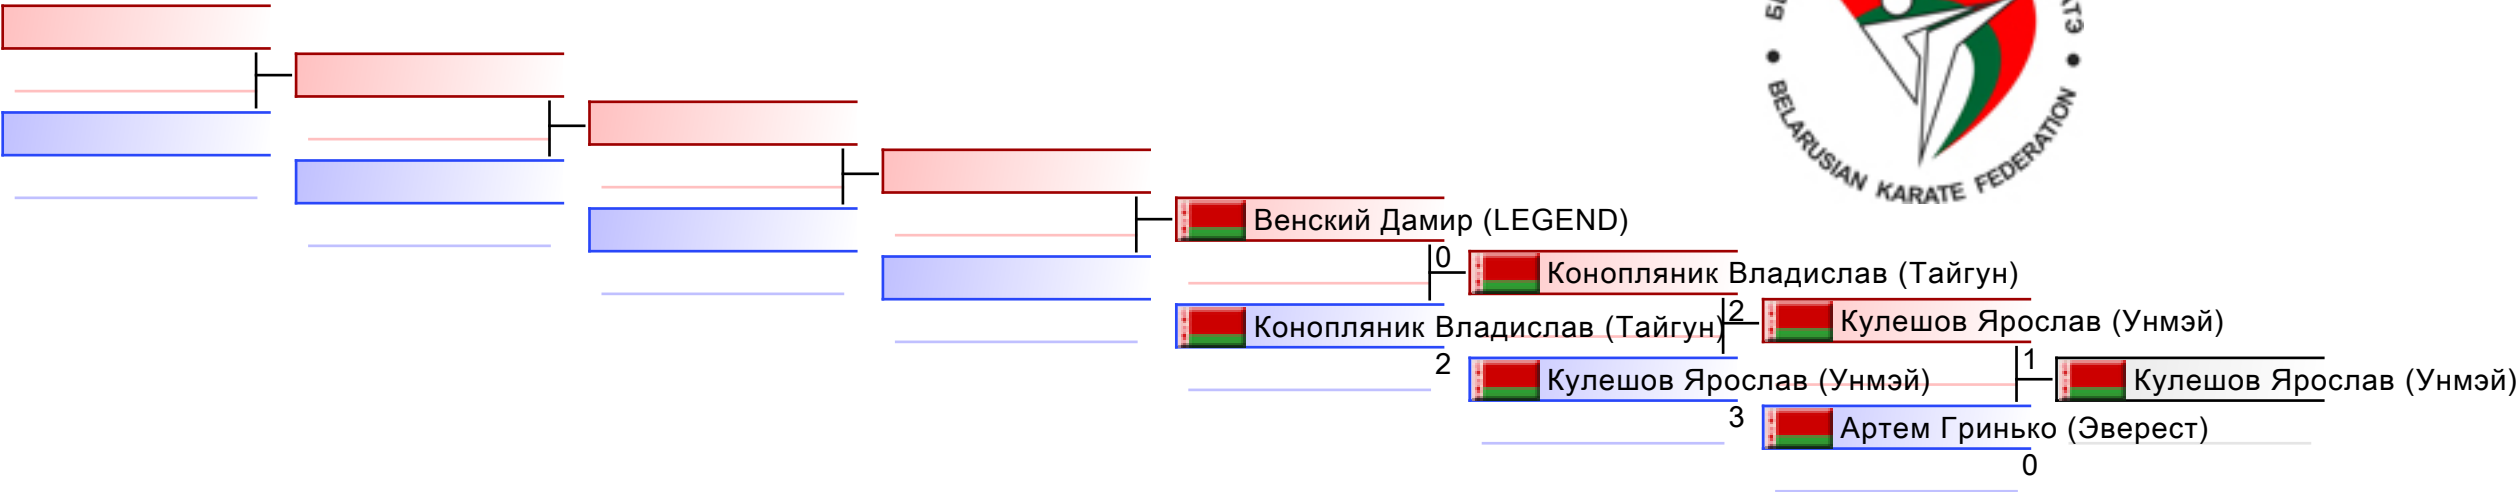 BELARUSIAN KARATE FEDERATION
Венский Дамир (LEGEND)
0
Конопляник Владислав (Тайгун)
Конопляник Владислав (Тайгун)
2
2
Кулешов Ярослав (Унмэй)
Кулешов Ярослав (Унмэй)
3
1
Кулешов Ярослав (Унмэй)
Артем Гринько (Эверест)
0